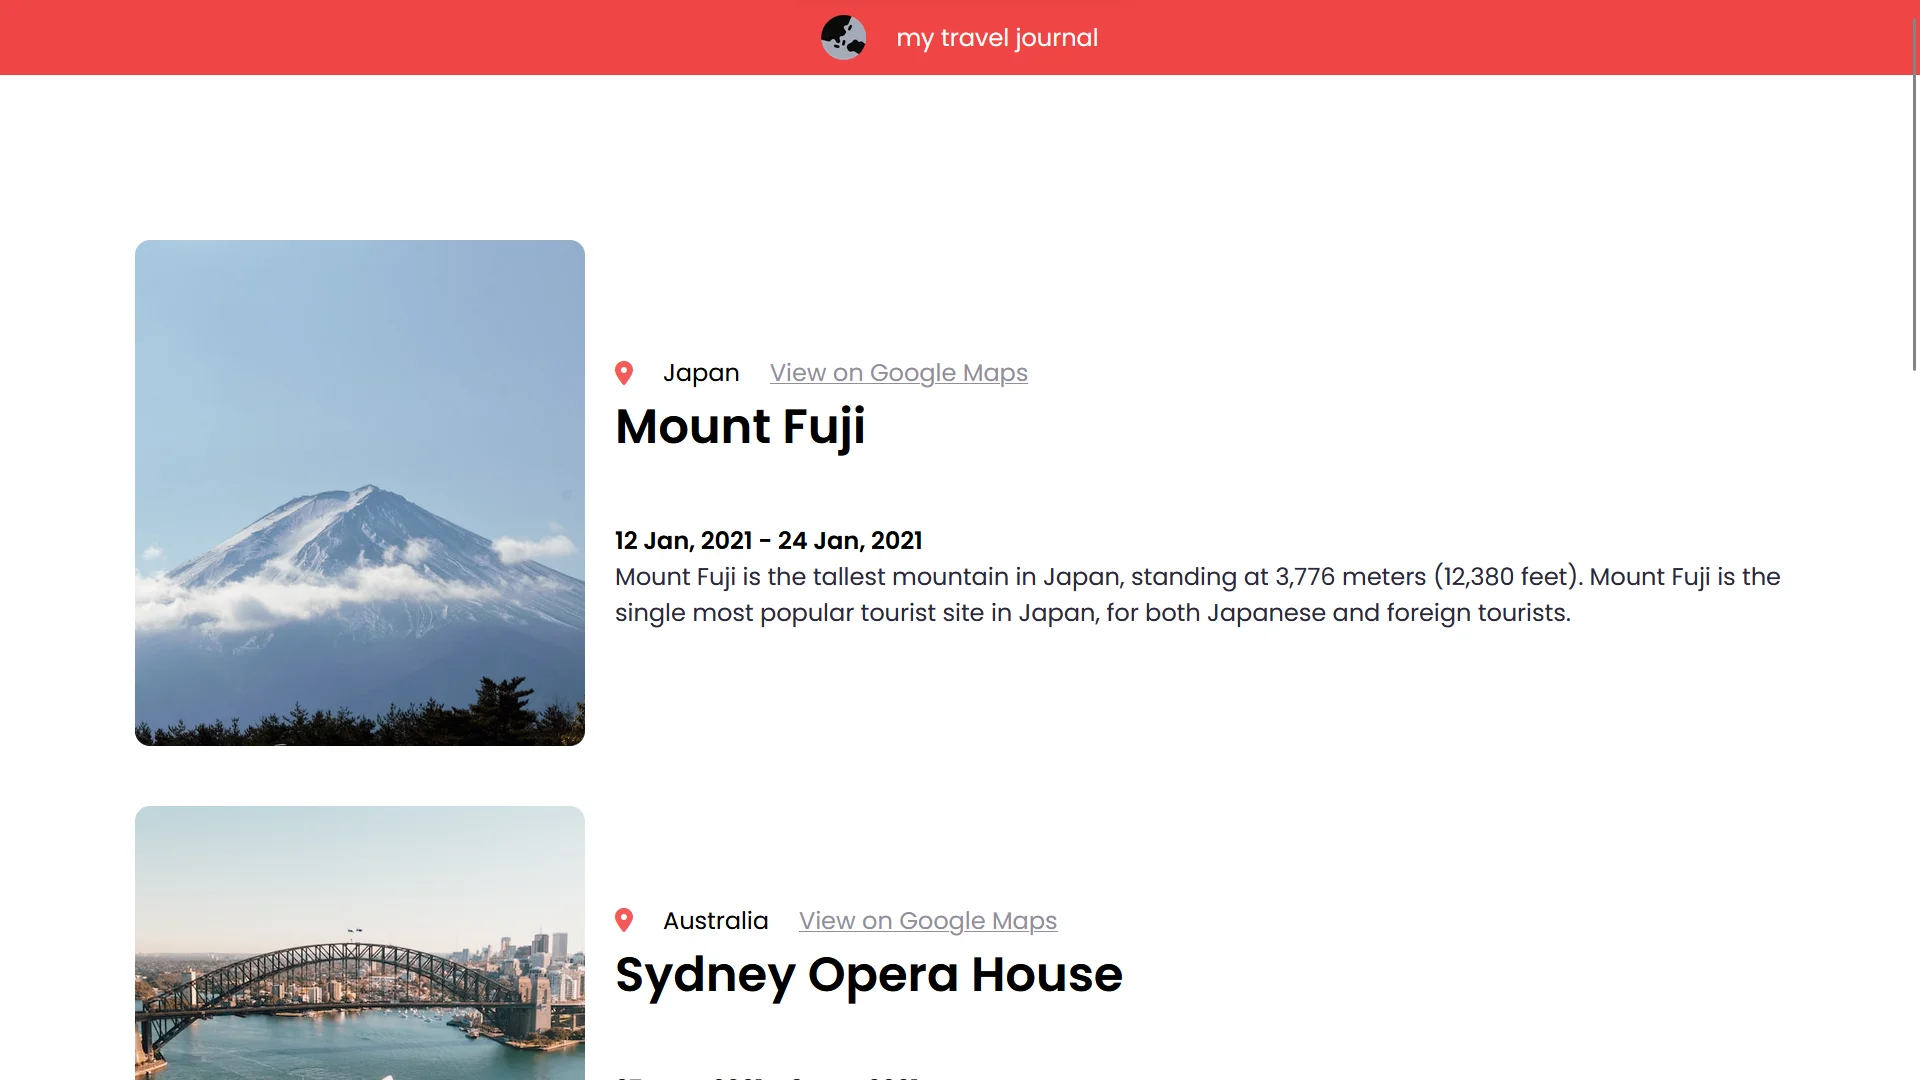 my travel journal
Japan View on Google Maps
Mount Fuji
12 Jan, 2021 - 24 Jan, 2021
Mount Fuji is the tallest mountain in Japan, standing at 3,776 meters (12,380 feet). Mount Fuji is the
single most popular tourist site in Japan, for both Japanese and foreign tourists.
Australia View on Google Maps
Sydney Opera House